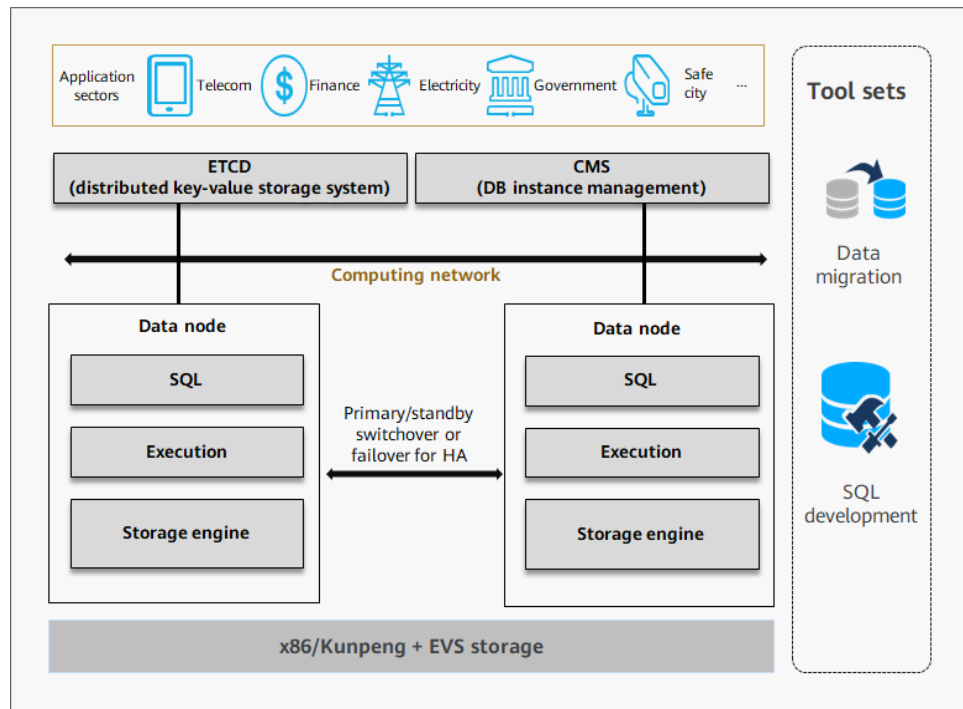 Application
sectors
Telecom
Finance
Electricity
Government
Safe
city
...
Tool sets
ETCD
(distributed key-value storage system)
CMS
(DB instance management)
Computing network
Data
migration
Data node
SQL
Execution
Storage engine
Primary/standby
switchover or
failover for HA
Data node
SQL
Execution
Storage engine
SQL
development
x86/Kunpeng + EVS storage